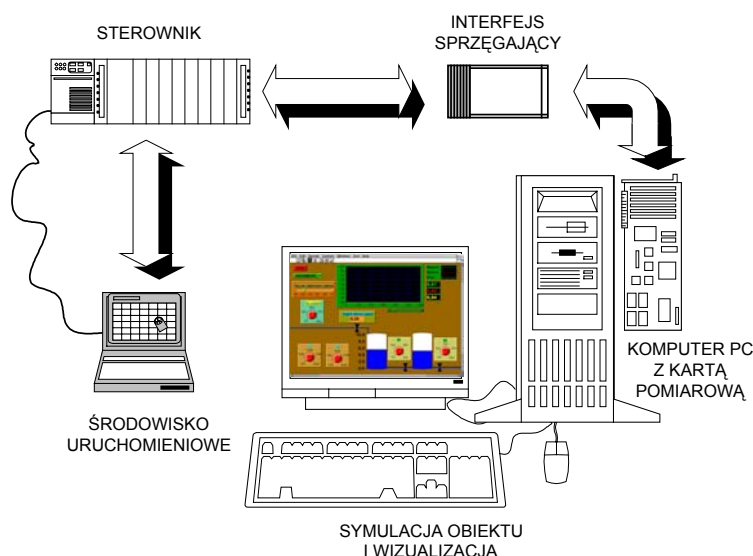 STEROWNIK
INTERFEJS
SPRZĘGAJĄCY
KOMPUTER PC
Z KARTĄ
POMIAROWĄ
ŚRODOWISKO
URUCHOMIENIOWE
SYMULACJA OBIEKTU
I WIZUALIZACJA